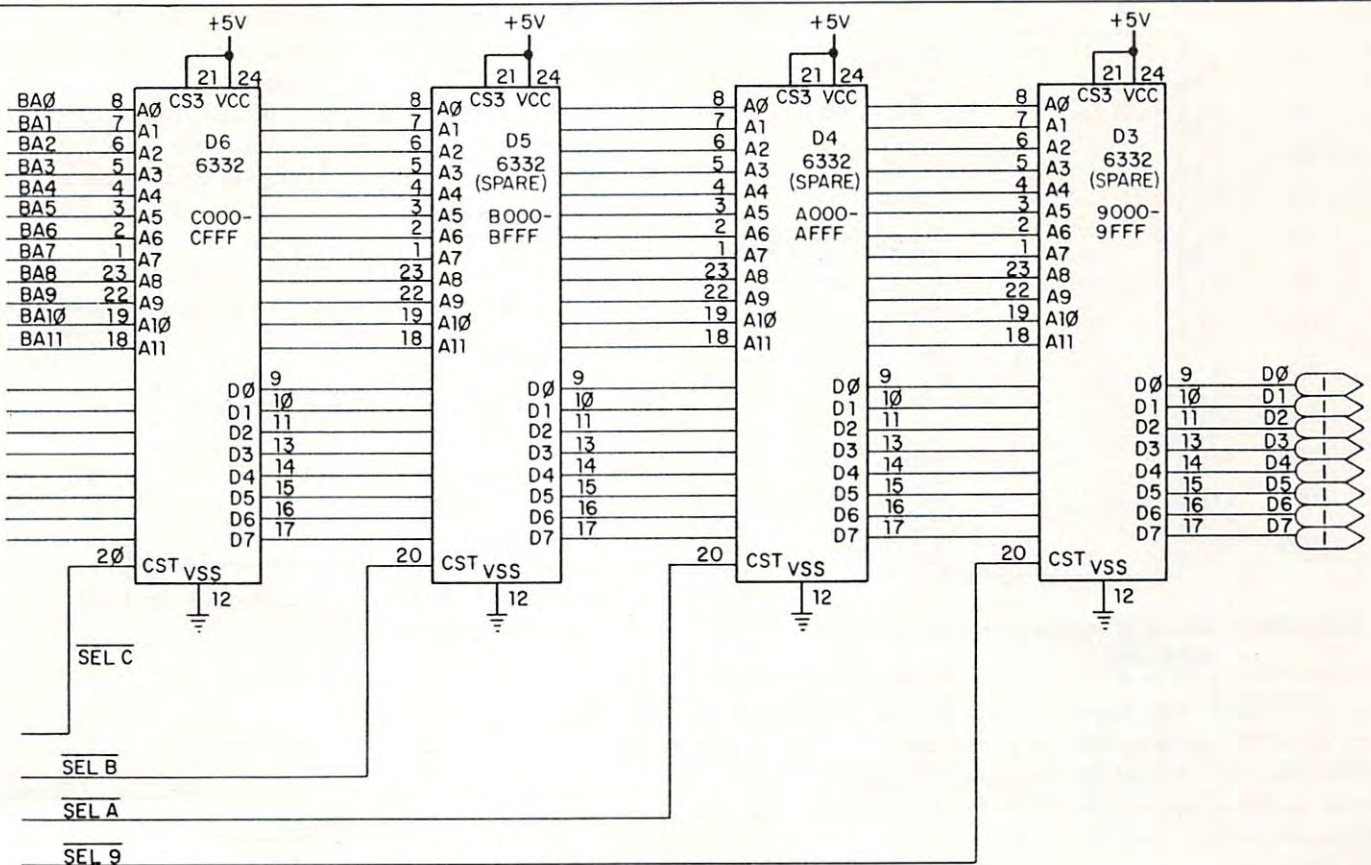 +5V +5V +5V +5V
21 24 21 24 21 24 21 24
CS3 VCC CS3 VCC CS3 VCC CS3 VCC
BAØ 8 AØ 8 AØ 8 AØ 8 AØ
BA1 7 A1 7 A1 7 A1 7 A1
BA2 6 A2 6 A2 6 A2 6 A2
BA3 5 A3 5 A3 5 A3 5 A3
BA4 4 A4 4 A4 4 A4 4 A4
BA5 3 A5 3 A5 3 A5 3 A5
BA6 2 A6 2 A6 2 A6 2 A6
BA7 1 A7 1 A7 1 A7 1 A7
BA8 23 A8 23 A8 23 A8 23 A8
BA9 22 A9 22 A9 22 A9 22 A9
BA1Ø 19 A1Ø 19 A1Ø 19 A1Ø 19 A1Ø
BA11 18 A11 18 A11 18 A11 18 A11
D6 D5 D4 D3
6332 6332 6332 6332
(SPARE) (SPARE) (SPARE)
C000- B000- A000- 9000-
CFFF BFFF AFFF 9FFF
DØ 9 DØ 9 DØ 9 DØ 9 DØ
D1 1Ø D1 1Ø D1 1Ø D1 1Ø D1
D2 11 D2 11 D2 11 D2 11 D2
D3 13 D3 13 D3 13 D3 13 D3
D4 14 D4 14 D4 14 D4 14 D4
D5 15 D5 15 D5 15 D5 15 D5
D6 16 D6 16 D6 16 D6 16 D6
D7 17 D7 17 D7 17 D7 17 D7
2Ø CST 20 CST 20 CST 20 CST
VSS VSS VSS VSS
12 12 12 12
SEL C
SEL B
SEL A
SEL 9